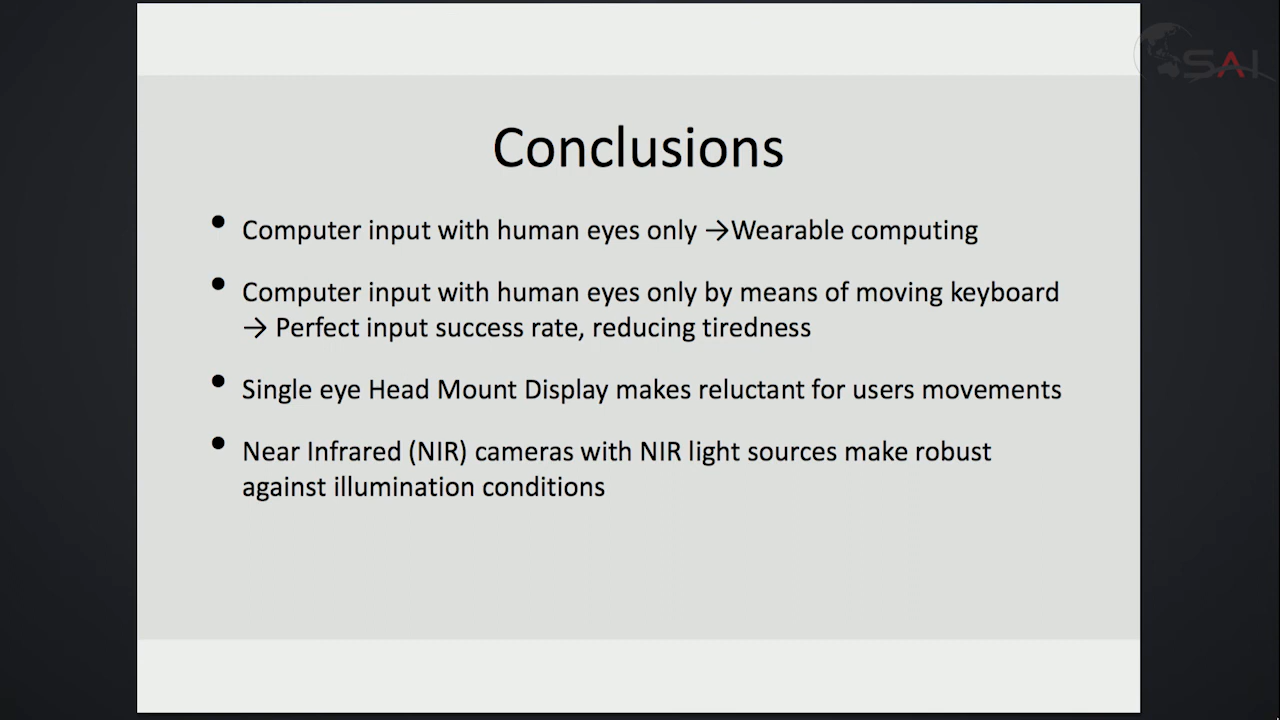 SAI
Conclusions
• Computer input with human eyes only →Wearable computing
• Computer input with human eyes only by means of moving keyboard
→ Perfect input success rate, reducing tiredness
• Single eye Head Mount Display makes reluctant for users movements
• Near Infrared (NIR) cameras with NIR light sources make robust
against illumination conditions